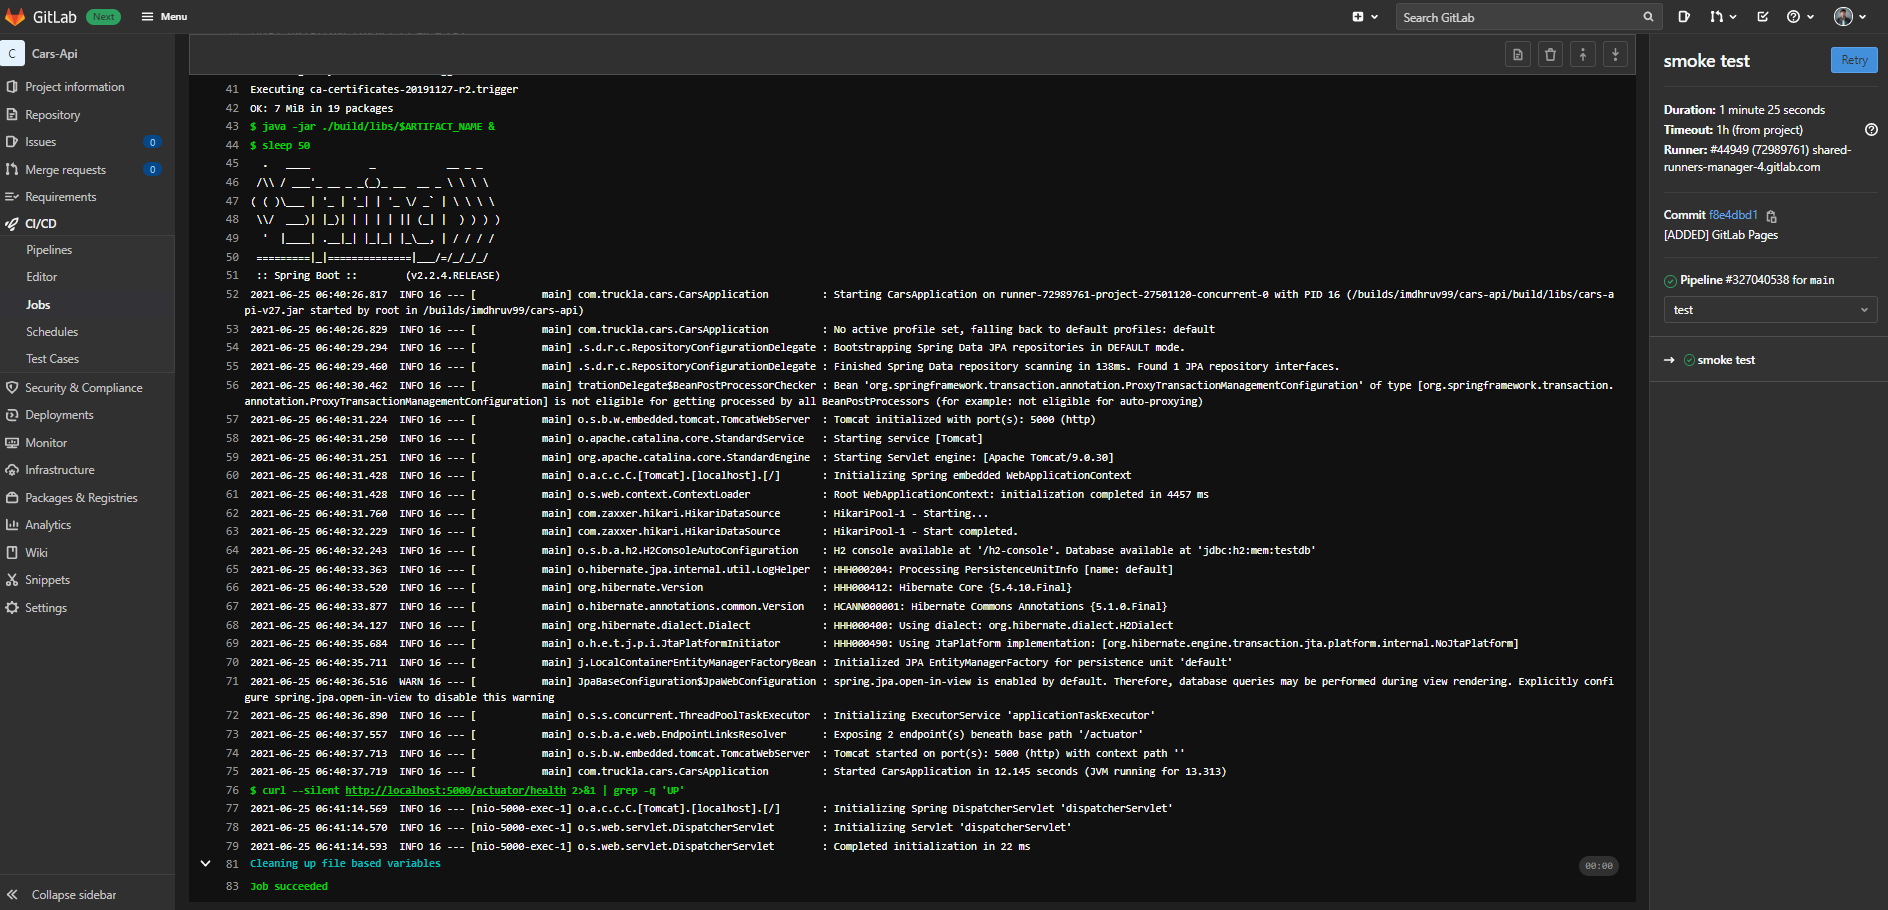 GitLab Next Menu Search GitLab
C Cars-Api
Project information
Repository
Issues 0
Merge requests 0
Requirements
CI/CD
Pipelines
Editor
Jobs
Schedules
Test Cases
Security & Compliance
Deployments
Monitor
Infrastructure
Packages & Registries
Analytics
Wiki
Snippets
Settings
Collapse sidebar
41 Executing ca-certificates-20191127-r2.trigger
42 OK: 7 MiB in 19 packages
43 $ java -jar ./build/libs/$ARTIFACT_NAME &
44 $ sleep 50
45   .   ____          _            __ _ _
46  /\\ / ___'_ __ _ _(_)_ __  __ _ \ \ \ \
47 ( ( )\___ | '_ | '_| | '_ \/ _` | \ \ \ \
48  \\/  ___)| |_)| | | | | || (_| |  ) ) ) )
49   '  |____| .__|_| |_|_| |_\__, | / / / /
50  =========|_|==============|___/=/_/_/_/
51  :: Spring Boot ::        (v2.2.4.RELEASE)
52 2021-06-25 06:40:26.817  INFO 16 --- [           main] com.truckla.cars.CarsApplication         : Starting CarsApplication on runner-72989761-project-27501120-concurrent-0 with PID 16 (/builds/imdhruv99/cars-api/build/libs/cars-a
pi-v27.jar started by root in /builds/imdhruv99/cars-api)
53 2021-06-25 06:40:26.829  INFO 16 --- [           main] com.truckla.cars.CarsApplication         : No active profile set, falling back to default profiles: default
54 2021-06-25 06:40:29.294  INFO 16 --- [           main] .s.d.r.c.RepositoryConfigurationDelegate : Bootstrapping Spring Data JPA repositories in DEFAULT mode.
55 2021-06-25 06:40:29.460  INFO 16 --- [           main] .s.d.r.c.RepositoryConfigurationDelegate : Finished Spring Data repository scanning in 138ms. Found 1 JPA repository interfaces.
56 2021-06-25 06:40:30.462  INFO 16 --- [           main] trationDelegate$BeanPostProcessorChecker : Bean 'org.springframework.transaction.annotation.ProxyTransactionManagementConfiguration' of type [org.springframework.transaction.
annotation.ProxyTransactionManagementConfiguration] is not eligible for getting processed by all BeanPostProcessors (for example: not eligible for auto-proxying)
57 2021-06-25 06:40:31.224  INFO 16 --- [           main] o.s.b.w.embedded.tomcat.TomcatWebServer  : Tomcat initialized with port(s): 5000 (http)
58 2021-06-25 06:40:31.250  INFO 16 --- [           main] o.apache.catalina.core.StandardService   : Starting service [Tomcat]
59 2021-06-25 06:40:31.251  INFO 16 --- [           main] org.apache.catalina.core.StandardEngine  : Starting Servlet engine: [Apache Tomcat/9.0.30]
60 2021-06-25 06:40:31.428  INFO 16 --- [           main] o.a.c.c.C.[Tomcat].[localhost].[/]       : Initializing Spring embedded WebApplicationContext
61 2021-06-25 06:40:31.428  INFO 16 --- [           main] o.s.web.context.ContextLoader            : Root WebApplicationContext: initialization completed in 4457 ms
62 2021-06-25 06:40:31.760  INFO 16 --- [           main] com.zaxxer.hikari.HikariDataSource       : HikariPool-1 - Starting...
63 2021-06-25 06:40:32.229  INFO 16 --- [           main] com.zaxxer.hikari.HikariDataSource       : HikariPool-1 - Start completed.
64 2021-06-25 06:40:32.243  INFO 16 --- [           main] o.s.b.a.h2.H2ConsoleAutoConfiguration    : H2 console available at '/h2-console'. Database available at 'jdbc:h2:mem:testdb'
65 2021-06-25 06:40:33.363  INFO 16 --- [           main] o.hibernate.jpa.internal.util.LogHelper  : HHH000204: Processing PersistenceUnitInfo [name: default]
66 2021-06-25 06:40:33.520  INFO 16 --- [           main] org.hibernate.Version                    : HHH000412: Hibernate Core {5.4.10.Final}
67 2021-06-25 06:40:33.877  INFO 16 --- [           main] o.hibernate.annotations.common.Version   : HCANN000001: Hibernate Commons Annotations {5.1.0.Final}
68 2021-06-25 06:40:34.127  INFO 16 --- [           main] org.hibernate.dialect.Dialect            : HHH000400: Using dialect: org.hibernate.dialect.H2Dialect
69 2021-06-25 06:40:35.684  INFO 16 --- [           main] o.h.e.t.j.p.i.JtaPlatformInitiator       : HHH000490: Using JtaPlatform implementation: [org.hibernate.engine.transaction.jta.platform.internal.NoJtaPlatform]
70 2021-06-25 06:40:35.711  INFO 16 --- [           main] j.LocalContainerEntityManagerFactoryBean : Initialized JPA EntityManagerFactory for persistence unit 'default'
71 2021-06-25 06:40:36.516  WARN 16 --- [           main] JpaBaseConfiguration$JpaWebConfiguration : spring.jpa.open-in-view is enabled by default. Therefore, database queries may be performed during view rendering. Explicitly confi
gure spring.jpa.open-in-view to disable this warning
72 2021-06-25 06:40:36.890  INFO 16 --- [           main] o.s.s.concurrent.ThreadPoolTaskExecutor  : Initializing ExecutorService 'applicationTaskExecutor'
73 2021-06-25 06:40:37.557  INFO 16 --- [           main] o.s.b.a.e.web.EndpointLinksResolver      : Exposing 2 endpoint(s) beneath base path '/actuator'
74 2021-06-25 06:40:37.713  INFO 16 --- [           main] o.s.b.w.embedded.tomcat.TomcatWebServer  : Tomcat started on port(s): 5000 (http) with context path ''
75 2021-06-25 06:40:37.719  INFO 16 --- [           main] com.truckla.cars.CarsApplication         : Started CarsApplication in 12.145 seconds (JVM running for 13.313)
76 $ curl --silent http://localhost:5000/actuator/health 2>&1 | grep -q 'UP'
77 2021-06-25 06:41:14.569  INFO 16 --- [nio-5000-exec-1] o.a.c.c.C.[Tomcat].[localhost].[/]       : Initializing Spring DispatcherServlet 'dispatcherServlet'
78 2021-06-25 06:41:14.570  INFO 16 --- [nio-5000-exec-1] o.s.web.servlet.DispatcherServlet        : Initializing Servlet 'dispatcherServlet'
79 2021-06-25 06:41:14.593  INFO 16 --- [nio-5000-exec-1] o.s.web.servlet.DispatcherServlet        : Completed initialization in 22 ms
81 Cleaning up file based variables 00:00
83 Job succeeded
smoke test Retry
Duration: 1 minute 25 seconds
Timeout: 1h (from project)
Runner: #44949 (72989761) shared-
runners-manager-4.gitlab.com
Commit f8e4dbd1
[ADDED] GitLab Pages
Pipeline #327040538 for main
test
→ smoke test